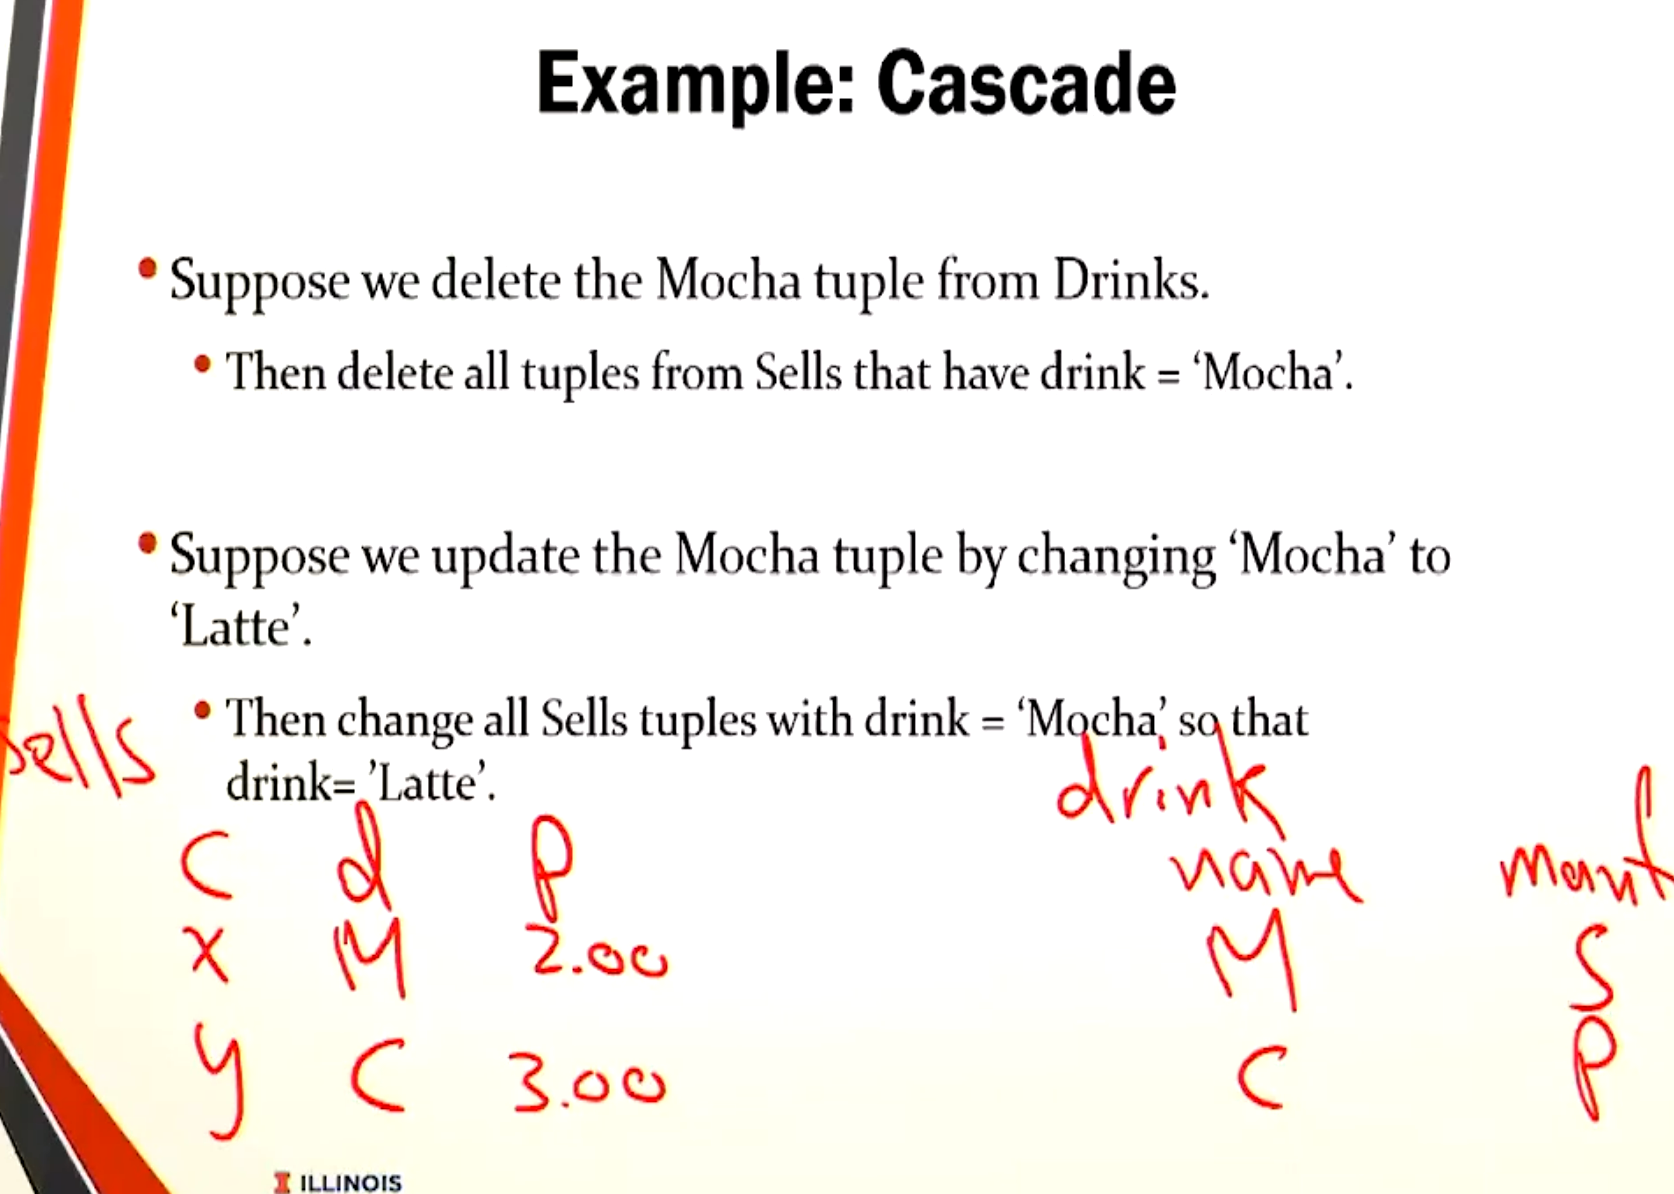 Example: Cascade
• Suppose we delete the Mocha tuple from Drinks.
• Then delete all tuples from Sells that have drink = ‘Mocha’.
• Suppose we update the Mocha tuple by changing ‘Mocha’ to
‘Latte’.
• Then change all Sells tuples with drink = ‘Mocha’ so that
drink= ’Latte’.
Sells
drink
C d P
name manf
X M 2.00
M S
y C 3.00
C P
I ILLINOIS